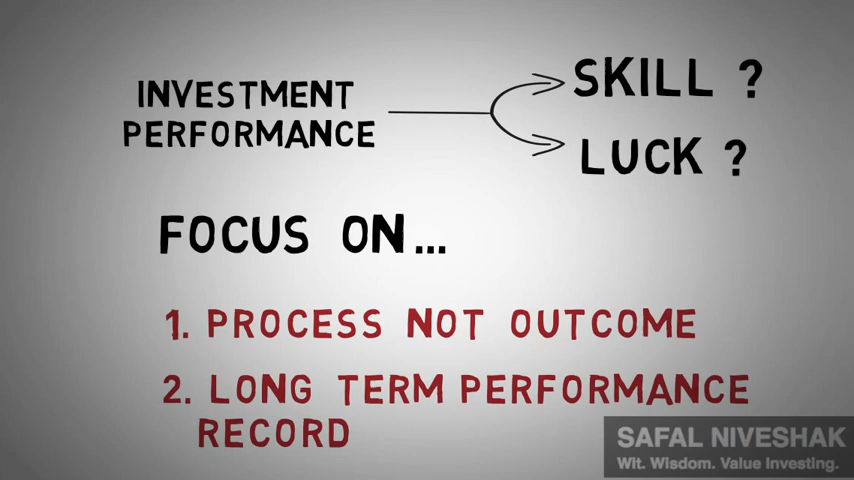 INVESTMENT
PERFORMANCE
SKILL ?
LUCK ?
FOCUS ON...
1. PROCESS NOT OUTCOME
2. LONG TERM PERFORMANCE
RECORD
SAFAL NIVESHAK
Wit. Wisdom. Value Investing.